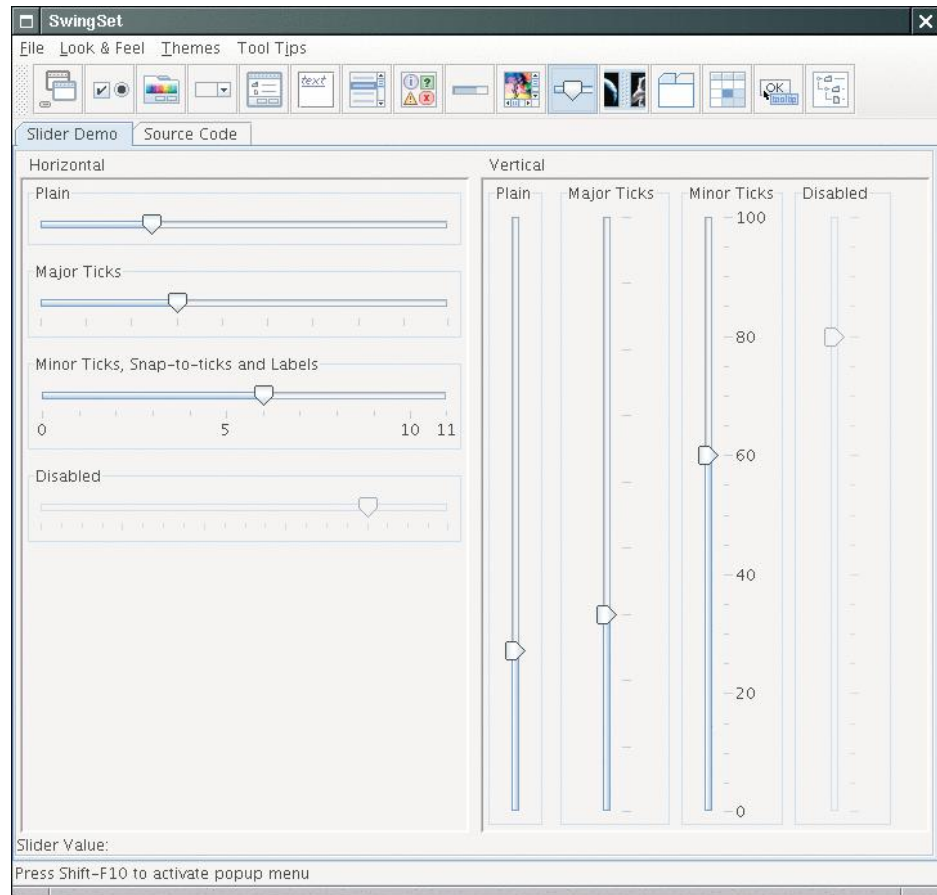 SwingSet
File Look & Feel Themes Tool Tips
text
OK
tooltip
Slider Demo Source Code
Horizontal
Plain
Major Ticks
Minor Ticks, Snap-to-ticks and Labels
0 5 10 11
Disabled
Vertical
Plain Major Ticks Minor Ticks Disabled
100
80
60
40
20
0
Slider Value:
Press Shift-F10 to activate popup menu